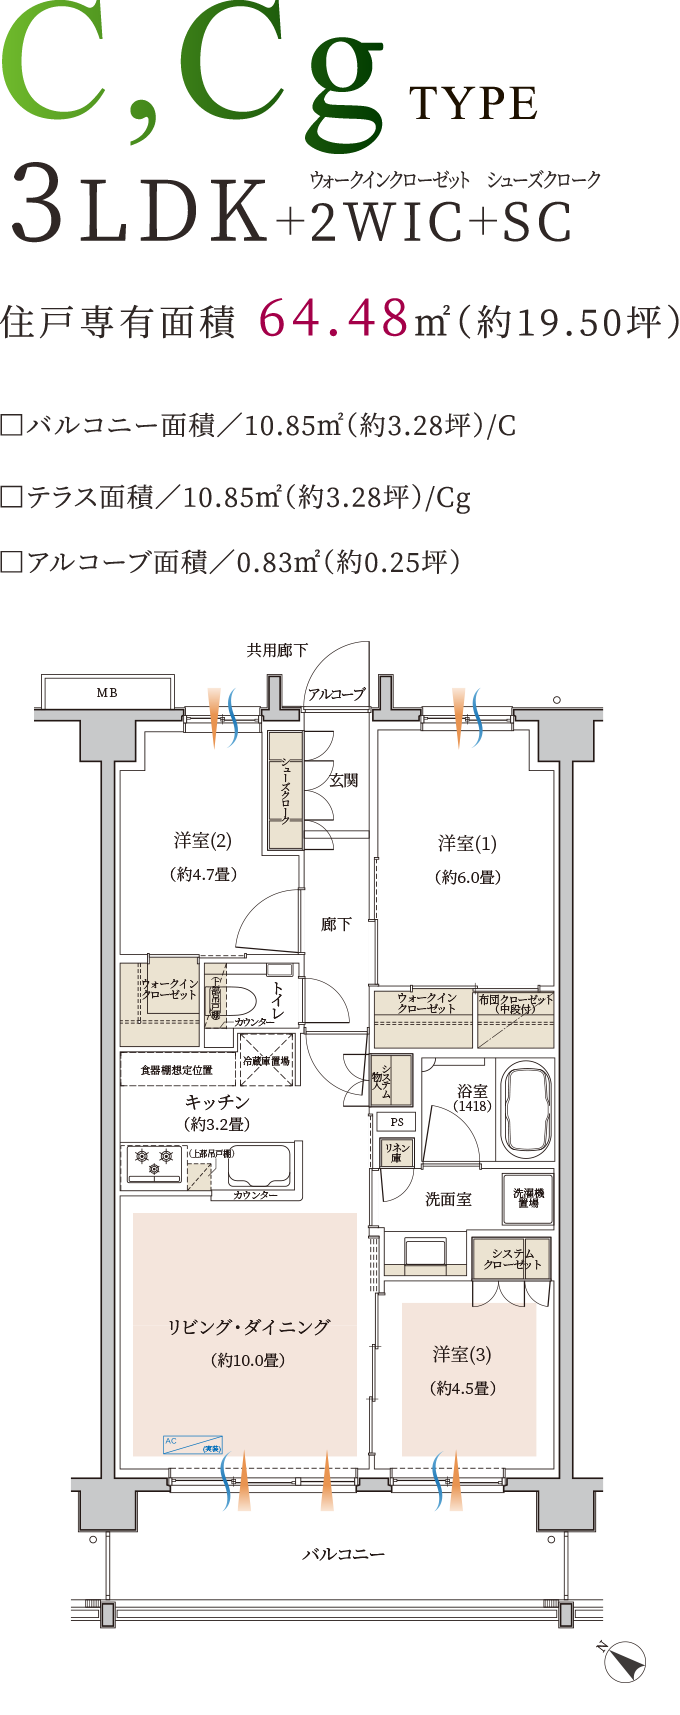 C,Cg TYPE
ウォークインクローゼット シューズクローク
3LDK+2WIC+SC
住戸専有面積 64.48㎡(約19.50坪)
□バルコニー面積／10.85㎡(約3.28坪)/C
□テラス面積／10.85㎡(約3.28坪)/Cg
□アルコーブ面積／0.83㎡(約0.25坪)
共用廊下
MB
アルコーブ
シューズクローク
玄関
洋室(2)
(約4.7畳)
洋室(1)
(約6.0畳)
廊下
ウォークイン
クローゼット
(上部吊戸棚)
トイレ
カウンター
ウォークイン
クローゼット
布団クローゼット
(中段付)
食器棚想定位置
冷蔵庫置場
システム
物入
キッチン
(約3.2畳)
浴室
(1418)
PS
(上部吊戸棚)
リネン
庫
カウンター
洗面室
洗濯機
置場
システム
クローゼット
リビング・ダイニング
(約10.0畳)
洋室(3)
(約4.5畳)
AC
(実装)
バルコニー
N